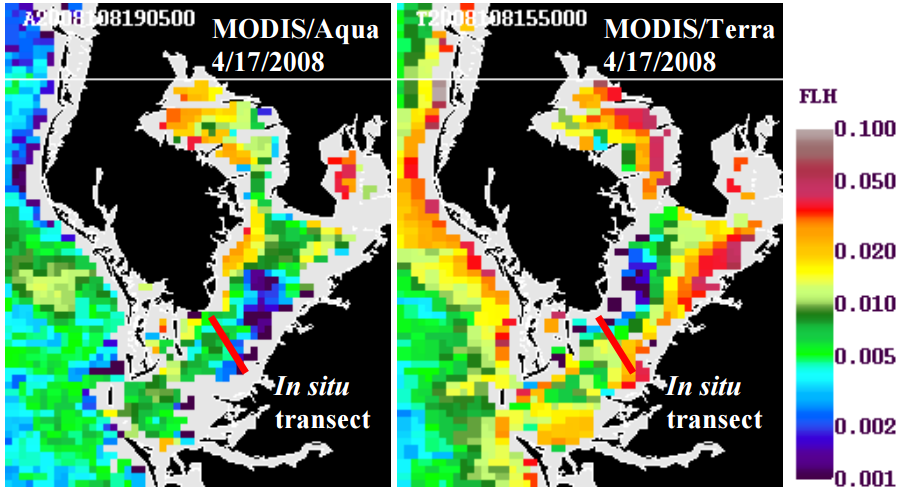 A2008108190500
MODIS/Aqua
4/17/2008
In situ
transect
T2008108155000
MODIS/Terra
4/17/2008
In situ
transect
FLH
0.100
0.050
0.020
0.010
0.005
0.002
0.001